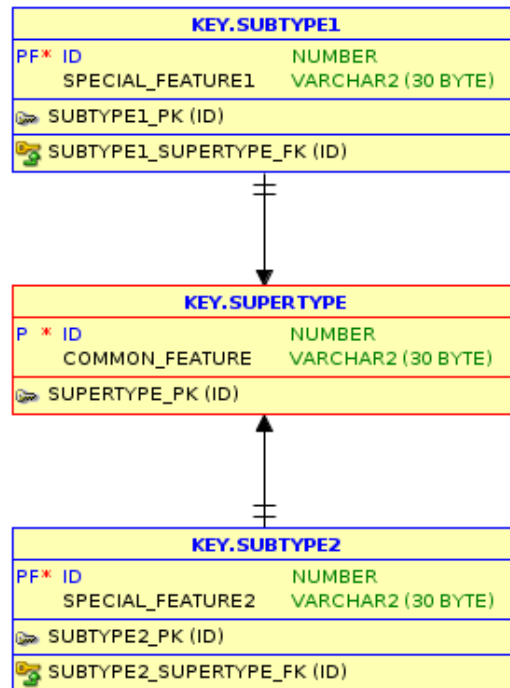 KEY.SUBTYPE1
PF* ID NUMBER
SPECIAL_FEATURE1 VARCHAR2 (30 BYTE)
SUBTYPE1_PK (ID)
SUBTYPE1_SUPERTYPE_FK (ID)
KEY.SUPERTYPE
P * ID NUMBER
COMMON_FEATURE VARCHAR2 (30 BYTE)
SUPERTYPE_PK (ID)
KEY.SUBTYPE2
PF* ID NUMBER
SPECIAL_FEATURE2 VARCHAR2 (30 BYTE)
SUBTYPE2_PK (ID)
SUBTYPE2_SUPERTYPE_FK (ID)